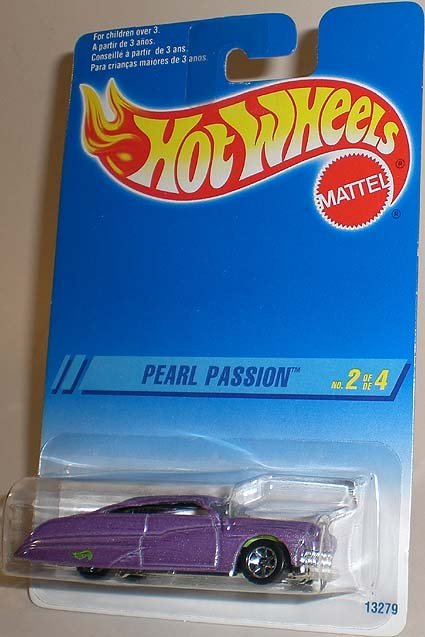 For children over 3.
A partir de 3 años.
Conseillé à partir de 3 ans.
Para crianças maiores de 3 anos.
HOT WHEELS
®
MATTEL
®
PEARL PASSION™
NO. 2 OF DE 4
13279